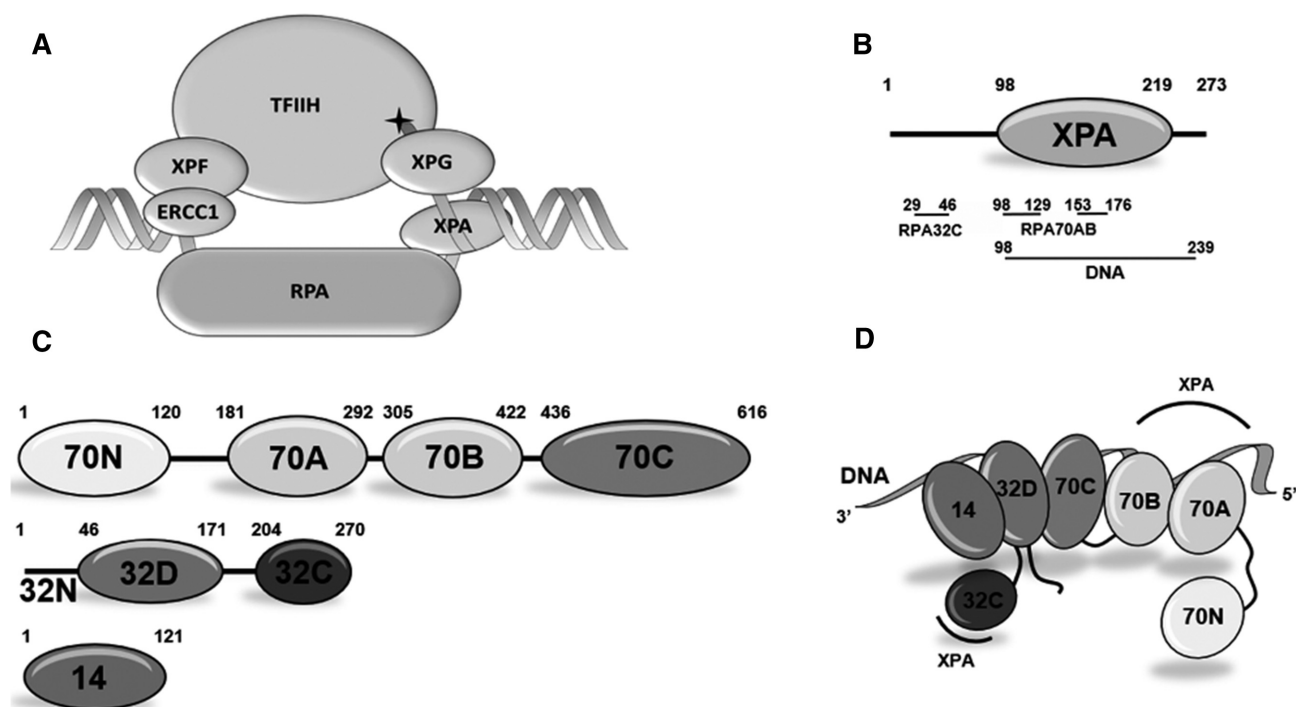 A
TFIIH
XPF
XPG
ERCC1
XPA
RPA
B
1 98 219 273
XPA
29 46 98 129 153 176
RPA32C RPA70AB
98 239
DNA
C
1 120 181 292 305 422 436 616
70N 70A 70B 70C
1 46 171 204 270
32N 32D 32C
1 121
14
D
XPA
DNA
3’ 14 32D 70C 70B 70A 5’
32C 70N
XPA